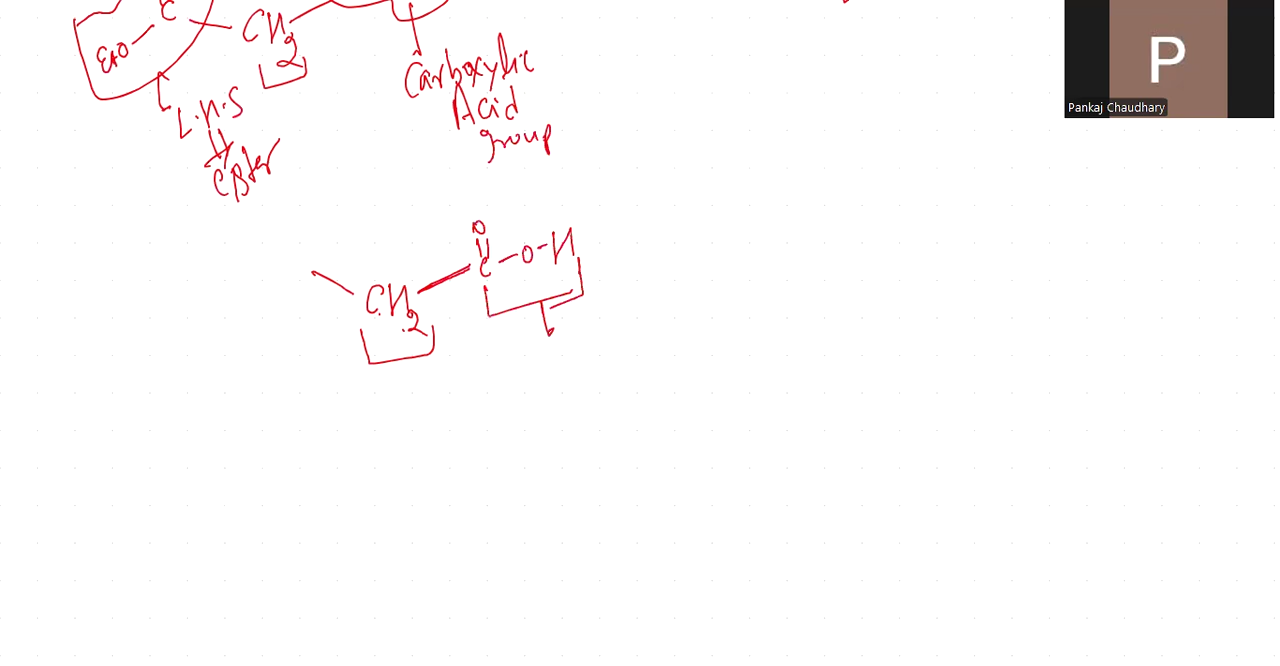 EtO-C-CH2
L.H.S
Ester
Carboxylic
Acid
group
O
CH2-C-O-H
P
Pankaj Chaudhary